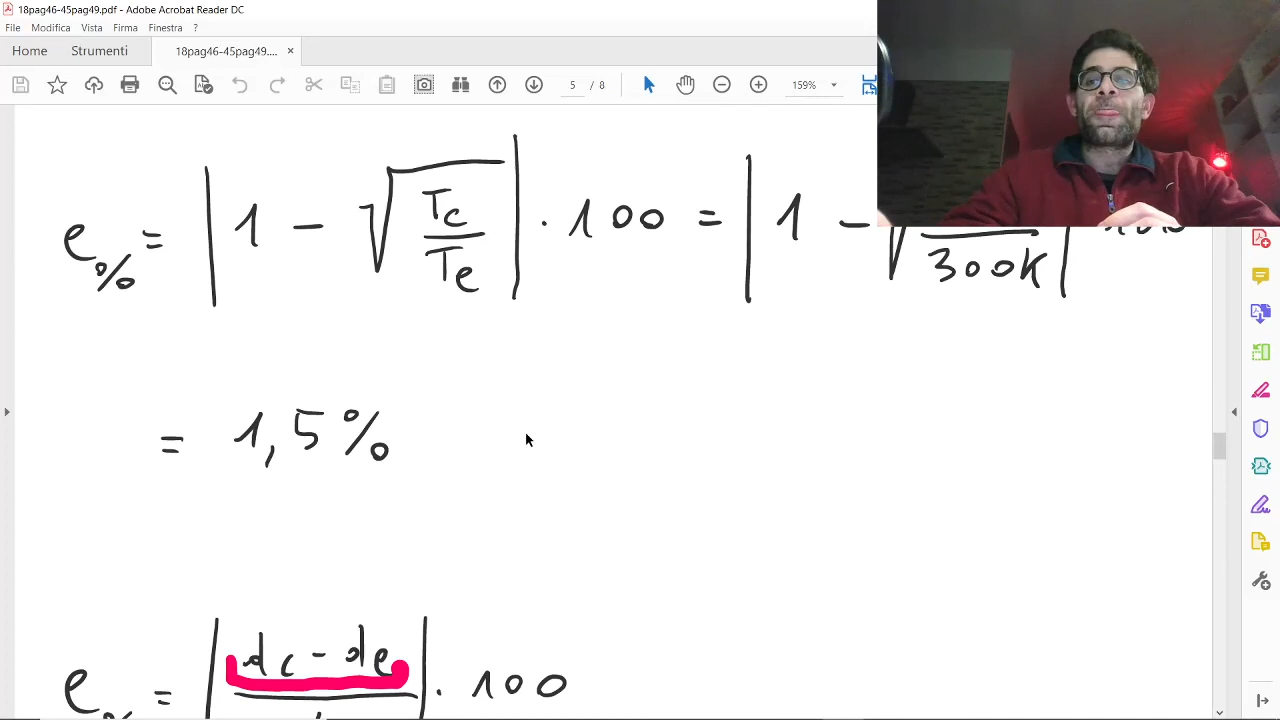 18pag46-45pag49.pdf - Adobe Acrobat Reader DC
File Modifica Vista Firma Finestra ?
Home Strumenti 18pag46-45pag49.... ×
5 / 8 159%
e% = | 1 - √(Tc/Te) | · 100 = | 1 - √(/300K) | 100
= 1,5%
e% = | dc - de / | · 100